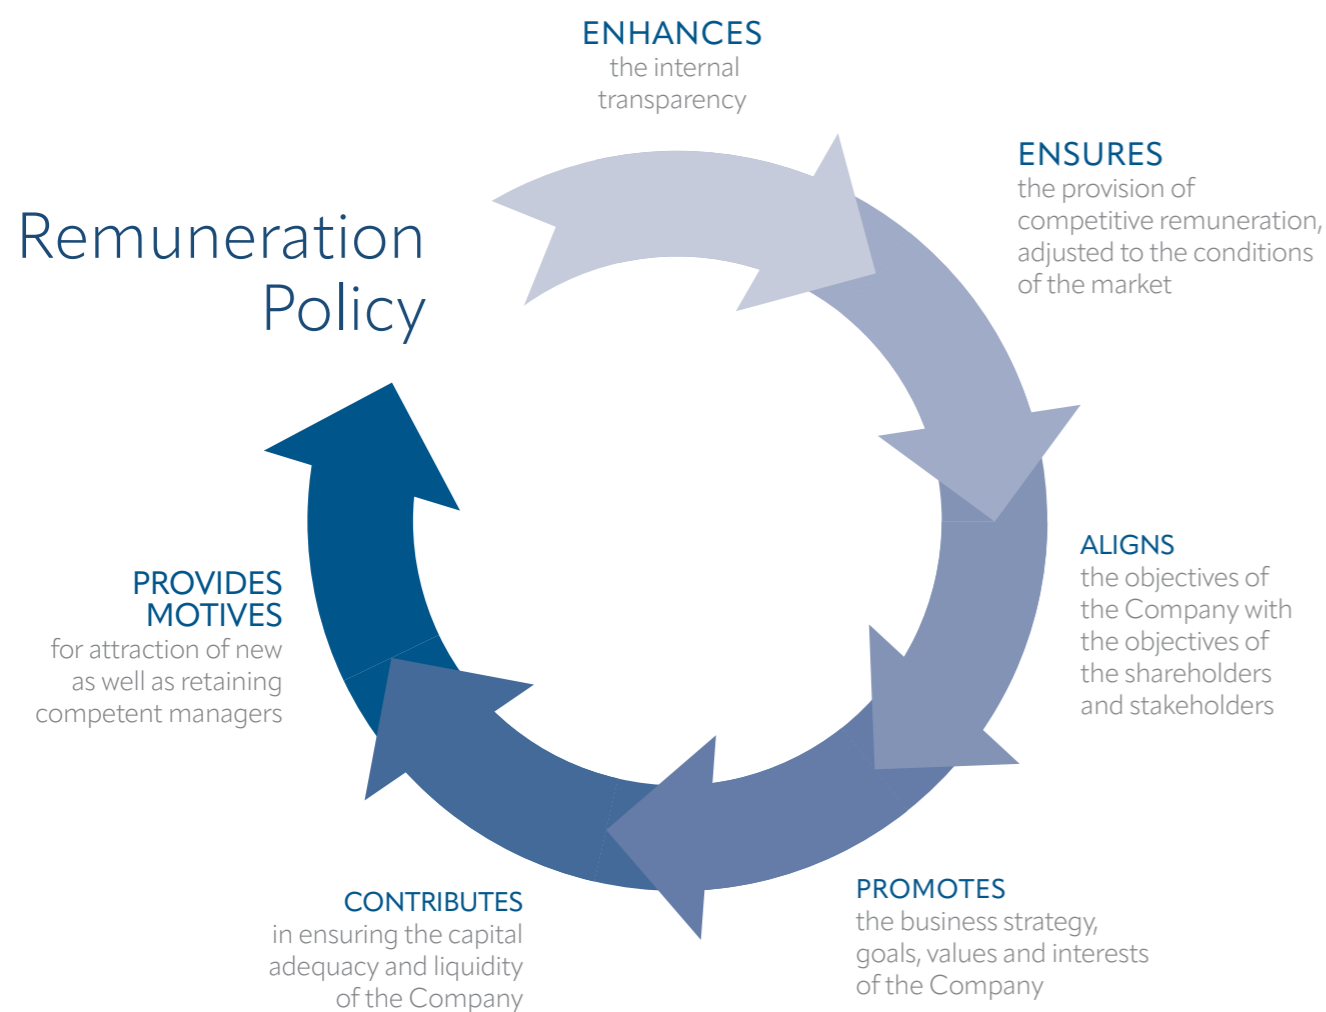 Remuneration
Policy
ENHANCES
the internal
transparency
ENSURES
the provision of
competitive remuneration,
adjusted to the conditions
of the market
ALIGNS
the objectives of
the Company with
the objectives of
the shareholders
and stakeholders
PROMOTES
the business strategy,
goals, values and interests
of the Company
CONTRIBUTES
in ensuring the capital
adequacy and liquidity
of the Company
PROVIDES
MOTIVES
for attraction of new
as well as retaining
competent managers